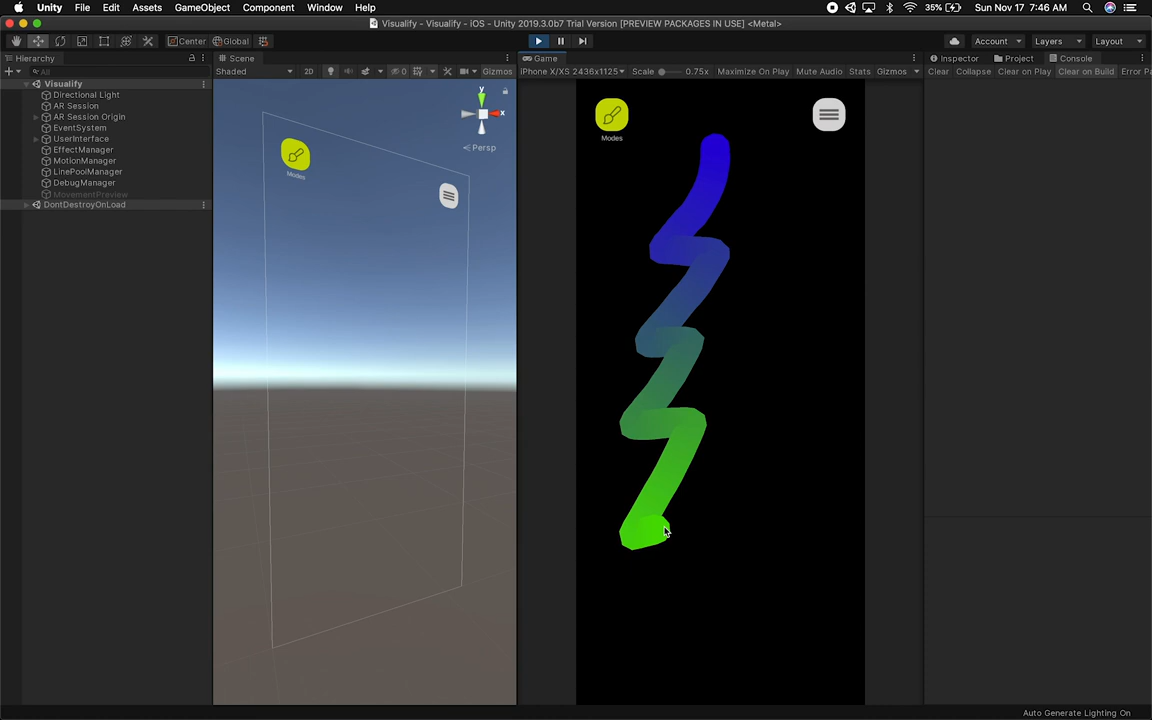 Unity File Edit Assets GameObject Component Window Help 35% Sun Nov 17 7:46 AM
Visualify - Visualify - iOS - Unity 2019.3.0b7 Trial Version [PREVIEW PACKAGES IN USE] <Metal>
Center Global Account Layers Layout
Hierarchy Scene Game Inspector Project Console
All Shaded 2D 0 Gizmos iPhone X/XS 2436x1125 Scale 0.75x Maximize On Play Mute Audio Stats Gizmos Clear Collapse Clear on Play Clear on Build Error Pa
Visualify
Directional Light
AR Session
AR Session Origin
EventSystem
UserInterface
EffectManager
MotionManager
LinePoolManager
DebugManager
MovementPreview
DontDestroyOnLoad
y
x
Persp
Modes
Modes
Auto Generate Lighting On